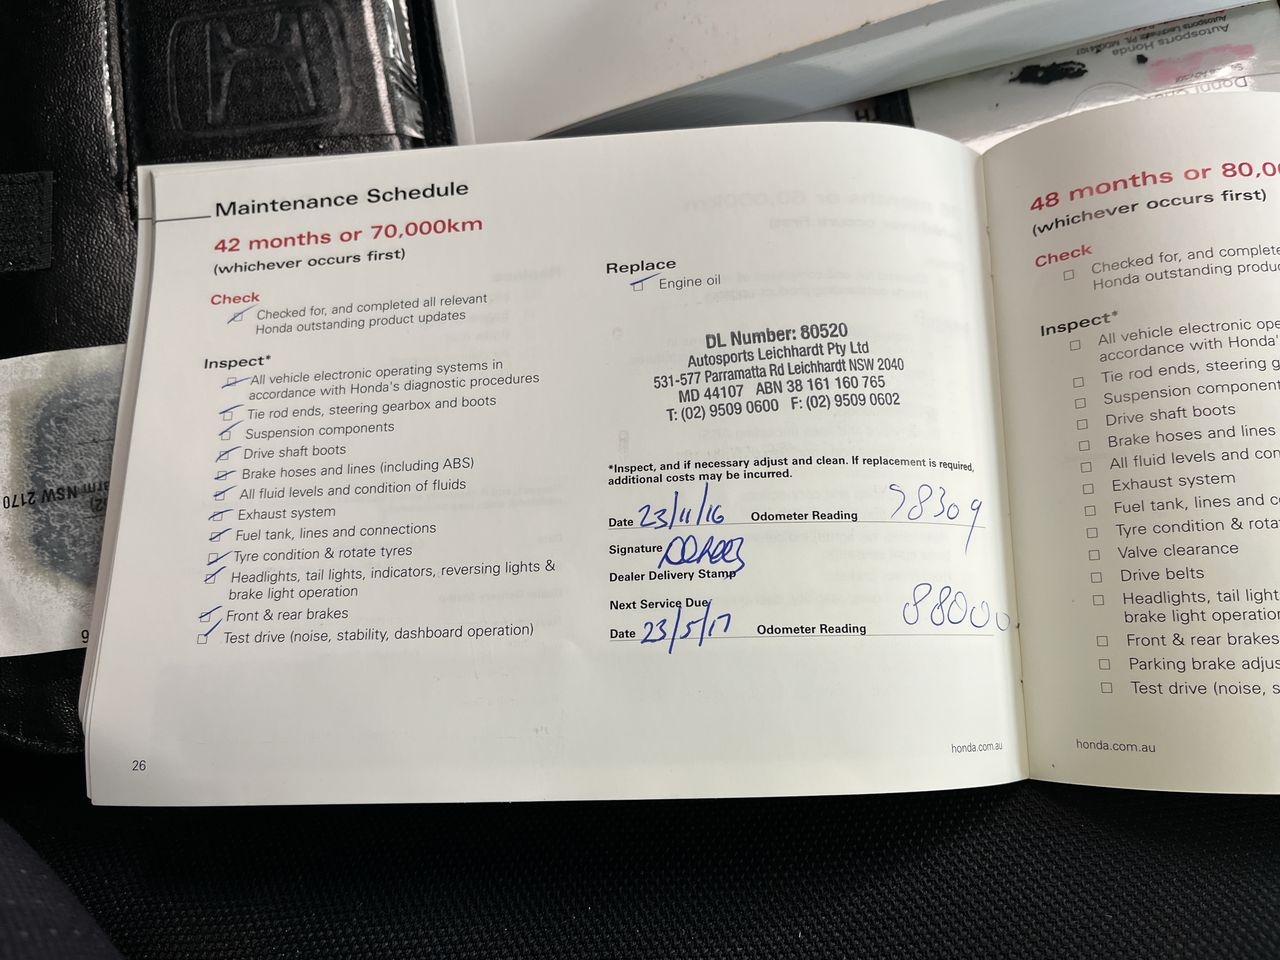 Maintenance Schedule
42 months or 70,000km
(whichever occurs first)
Check
Checked for, and completed all relevant
Honda outstanding product updates
Inspect*
All vehicle electronic operating systems in
accordance with Honda's diagnostic procedures
Tie rod ends, steering gearbox and boots
Suspension components
Drive shaft boots
Brake hoses and lines (including ABS)
All fluid levels and condition of fluids
Exhaust system
Fuel tank, lines and connections
Tyre condition & rotate tyres
Headlights, tail lights, indicators, reversing lights &
brake light operation
Front & rear brakes
Test drive (noise, stability, dashboard operation)
26
Replace
Engine oil
DL Number: 80520
Autosports Leichhardt Pty Ltd
531-577 Parramatta Rd Leichhardt NSW 2040
MD 44107 ABN 38 161 160 765
T: (02) 9509 0600 F: (02) 9509 0602
*Inspect, and if necessary adjust and clean. If replacement is required,
additional costs may be incurred.
Date 23/11/16 Odometer Reading 78309
Signature
Dealer Delivery Stamp
Next Service Due
Date 23/5/17 Odometer Reading 88000
honda.com.au
48 months or 80,0
(whichever occurs first)
Check
Checked for, and complete
Honda outstanding produc
Inspect*
All vehicle electronic ope
accordance with Honda'
Tie rod ends, steering g
Suspension component
Drive shaft boots
Brake hoses and lines
All fluid levels and con
Exhaust system
Fuel tank, lines and c
Tyre condition & rota
Valve clearance
Drive belts
Headlights, tail light
brake light operation
Front & rear brakes
Parking brake adjus
Test drive (noise, s
honda.com.au
Autosports Honda
NSW 2170